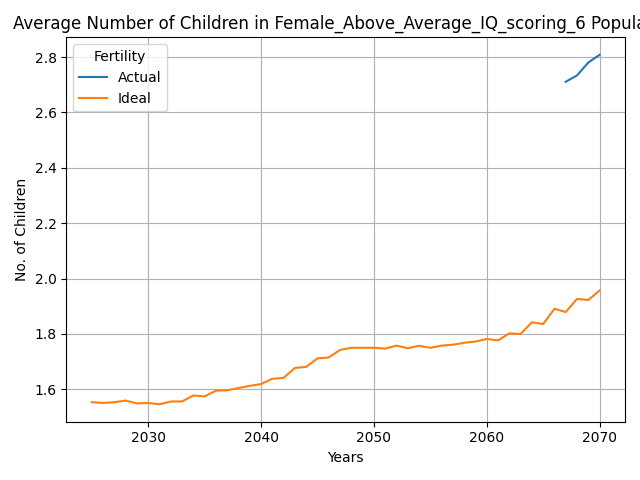 Average Number of Children in Female_Above_Average_IQ_scoring_6 Popula
Fertility
Actual
Ideal
2.8
2.6
2.4
2.2
2.0
1.8
1.6
No. of Children
2030 2040 2050 2060 2070
Years